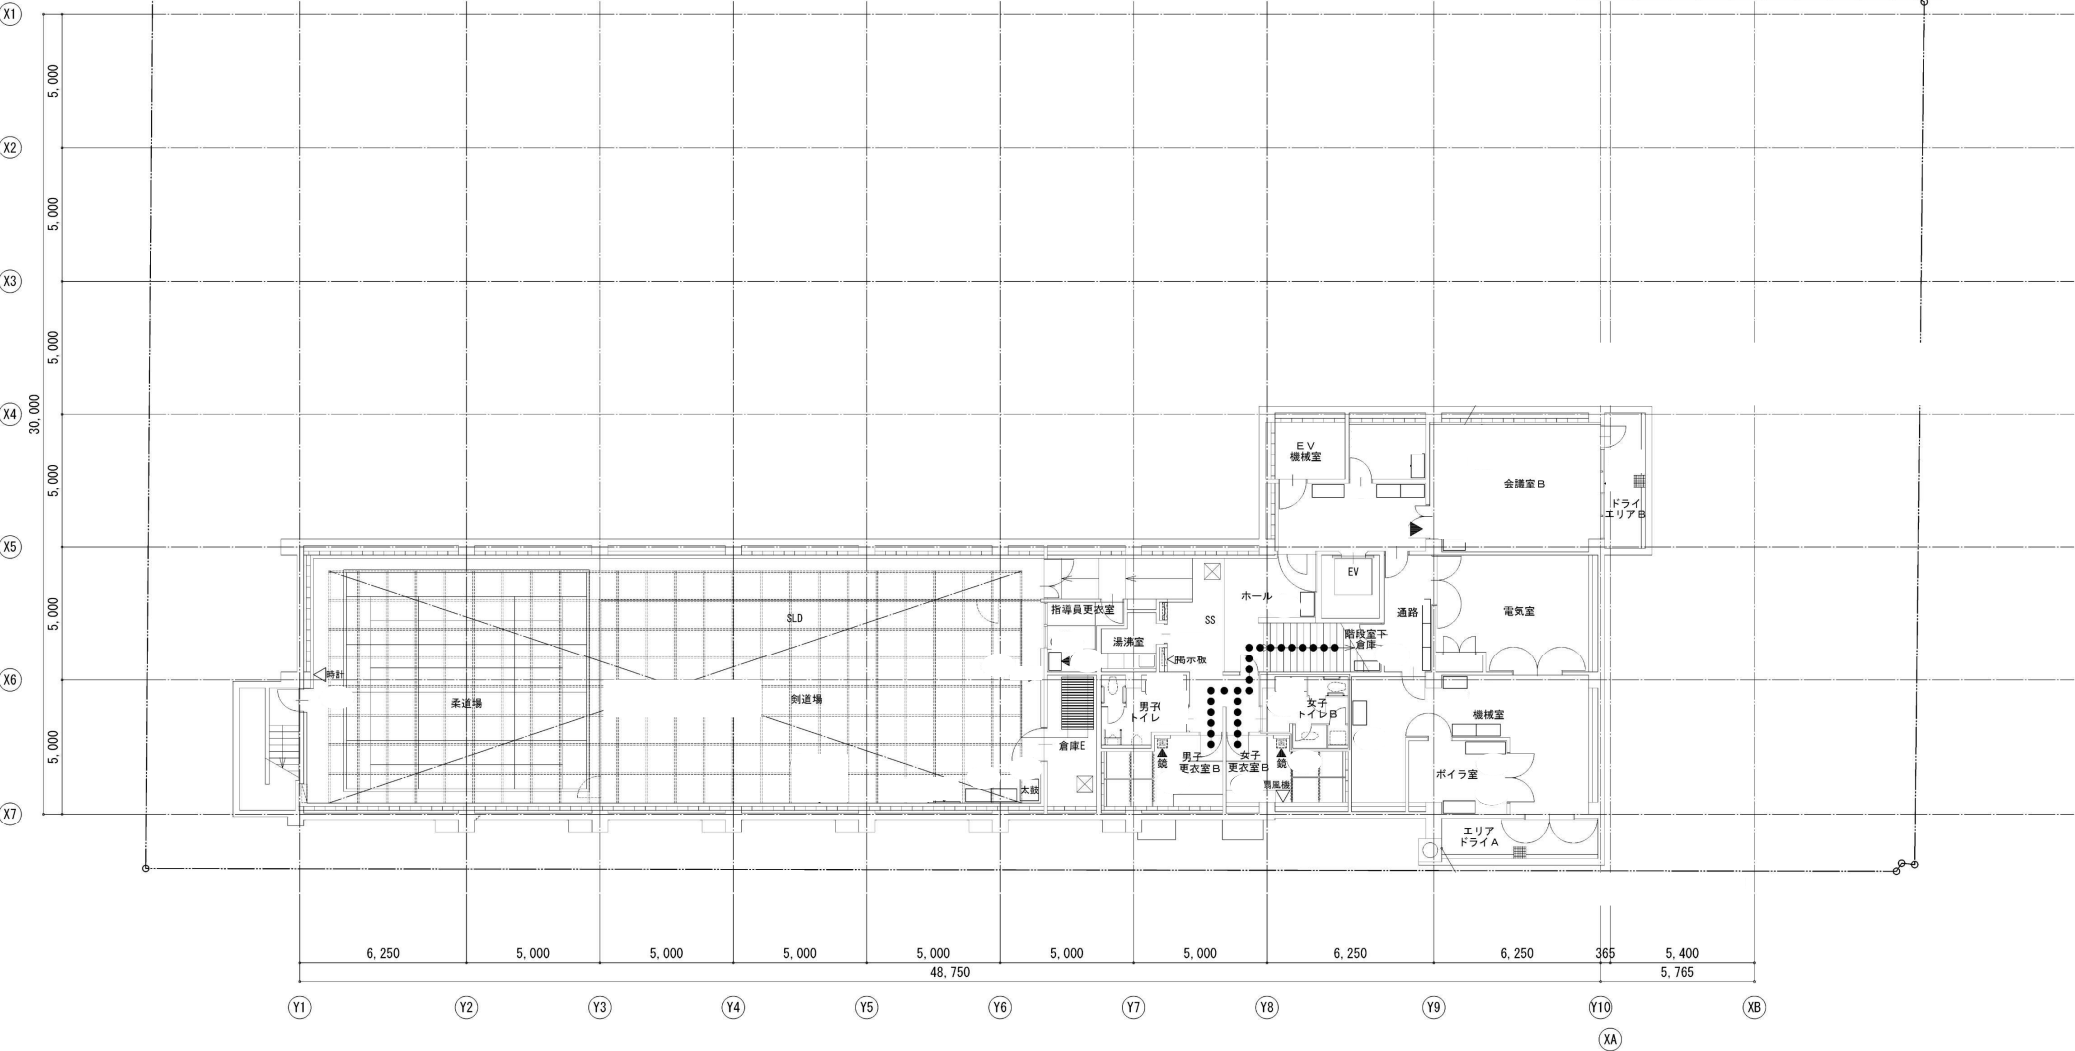 X1
5,000
X2
5,000
X3
5,000
30,000
X4
5,000
X5
5,000
X6
5,000
X7
EV
機械室
会議室B
ドライ
エリアB
EV
ホール
通路
電気室
SLD
指導員更衣室
SS
湯沸室
階段室下
倉庫
掲示板
時計
柔道場
剣道場
男子
トイレ
女子
トイレB
機械室
倉庫E
鏡
男子
更衣室B
女子
更衣室B
鏡
扇風機
ボイラ室
太鼓
エリア
ドライA
6,250
5,000
5,000
5,000
5,000
5,000
5,000
6,250
6,250
365
5,400
48,750
5,765
Y1
Y2
Y3
Y4
Y5
Y6
Y7
Y8
Y9
Y10
XB
XA